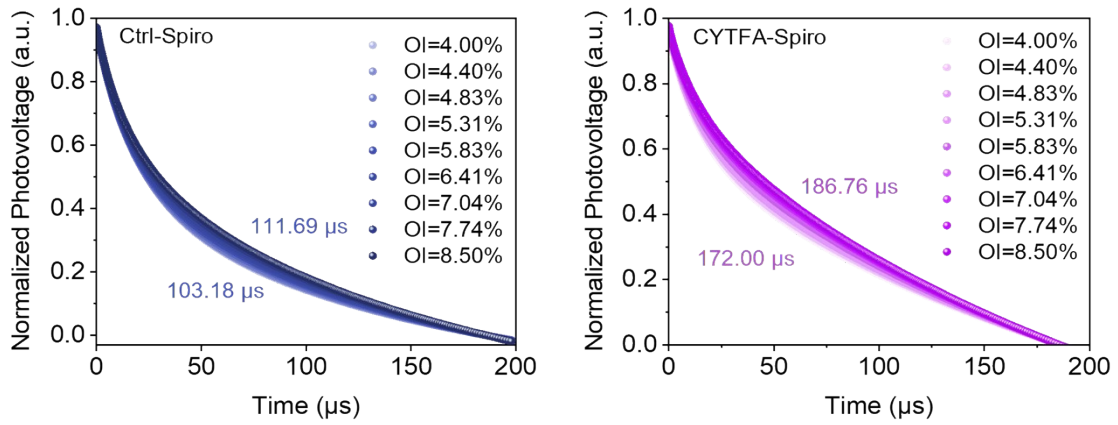 Ctrl-Spiro
Normalized Photovoltage (a.u.)
1.0
0.8
0.6
0.4
0.2
0.0
OI=4.00%
OI=4.40%
OI=4.83%
OI=5.31%
OI=5.83%
OI=6.41%
OI=7.04%
OI=7.74%
OI=8.50%
111.69 μs
103.18 μs
0 50 100 150 200
Time (μs)
CYTFA-Spiro
Normalized Photovoltage (a.u.)
1.0
0.8
0.6
0.4
0.2
0.0
OI=4.00%
OI=4.40%
OI=4.83%
OI=5.31%
OI=5.83%
OI=6.41%
OI=7.04%
OI=7.74%
OI=8.50%
186.76 μs
172.00 μs
0 50 100 150 200
Time (μs)